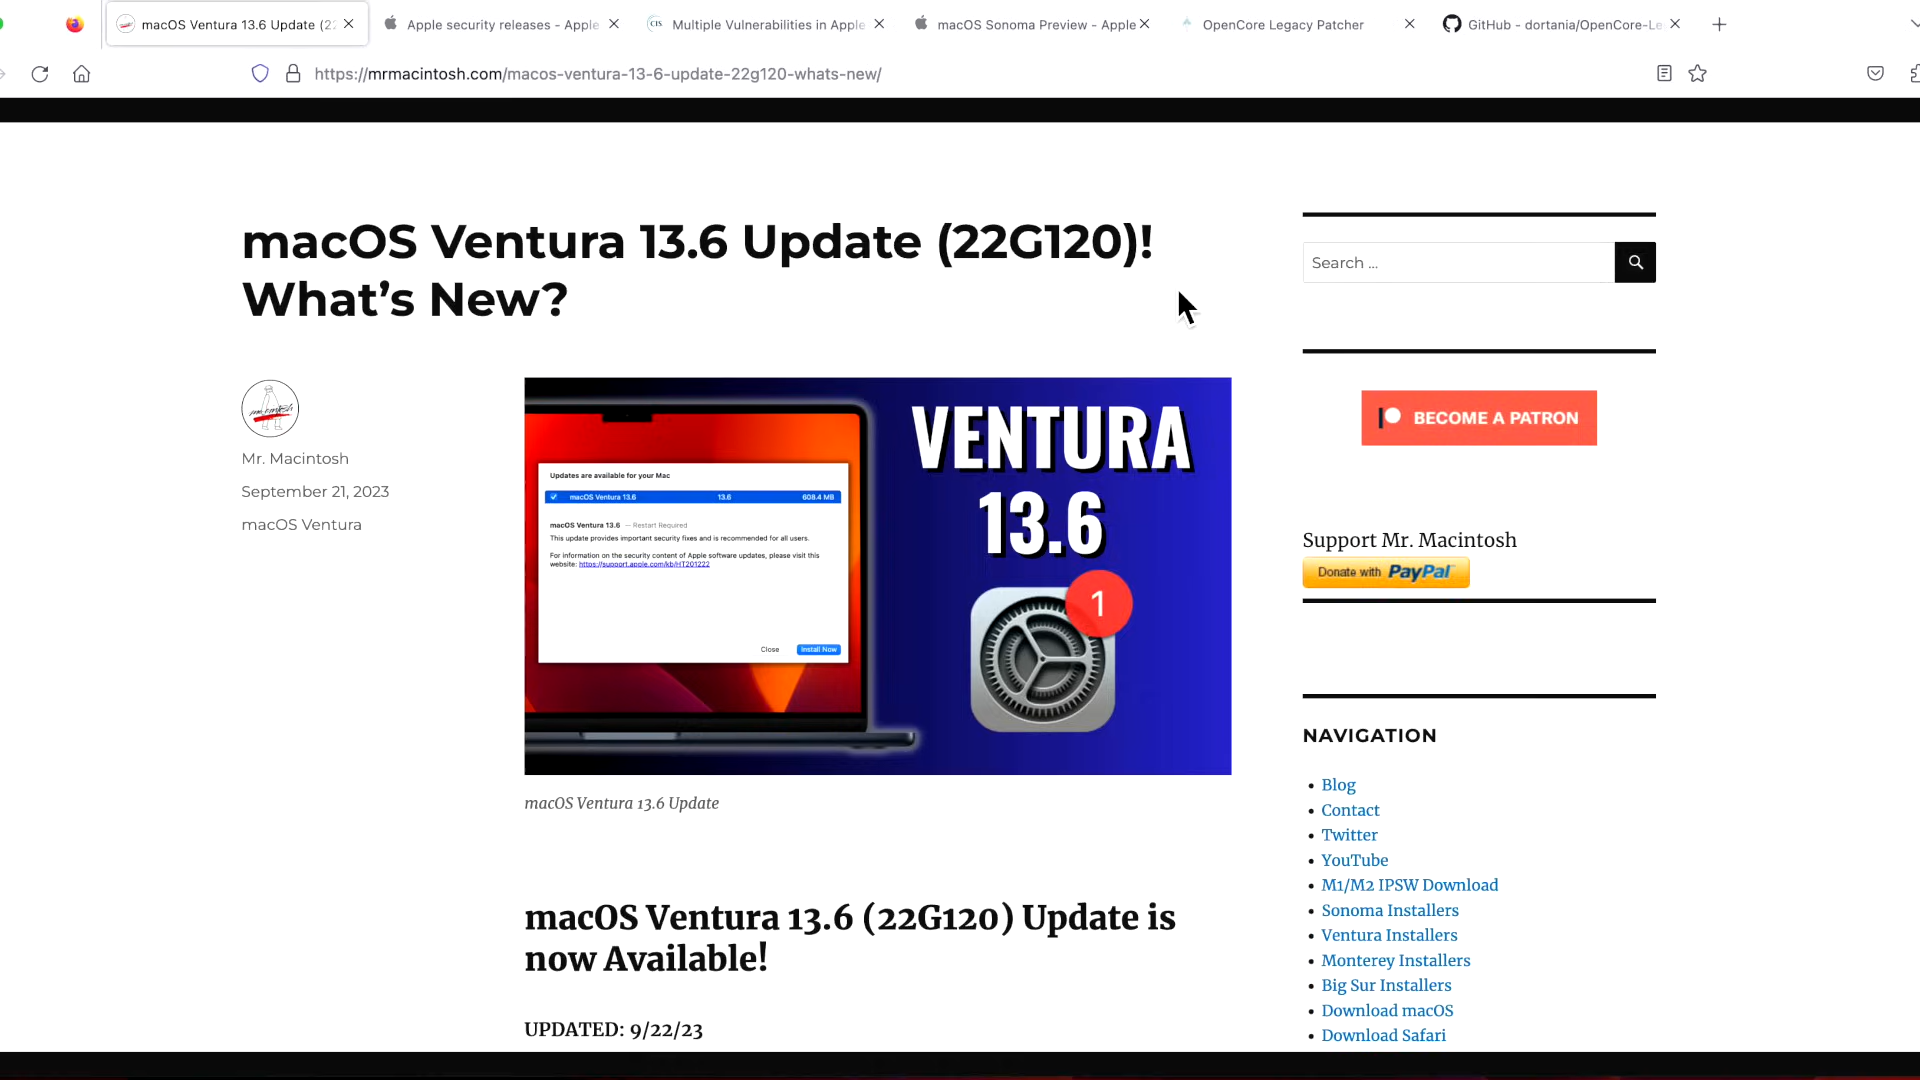 macOS Ventura 13.6 Update (22
Apple security releases - Apple
CIS Multiple Vulnerabilities in Apple
macOS Sonoma Preview - Apple
OpenCore Legacy Patcher
GitHub - dortania/OpenCore-Le
https://mrmacintosh.com/macos-ventura-13-6-update-22g120-whats-new/
macOS Ventura 13.6 Update (22G120)!
What’s New?
Search …
BECOME A PATRON
Mr. Macintosh
September 21, 2023
macOS Ventura
Updates are available for your Mac
macOS Ventura 13.6 13.6 608.4 MB
macOS Ventura 13.6 — Restart Required
This update provides important security fixes and is recommended for all users.
For information on the security content of Apple software updates, please visit this
website: https://support.apple.com/kb/HT201222
Close Install Now
VENTURA
13.6
1
macOS Ventura 13.6 Update
Support Mr. Macintosh
Donate with PayPal
NAVIGATION
Blog
Contact
Twitter
YouTube
M1/M2 IPSW Download
Sonoma Installers
Ventura Installers
Monterey Installers
Big Sur Installers
Download macOS
Download Safari
macOS Ventura 13.6 (22G120) Update is
now Available!
UPDATED: 9/22/23